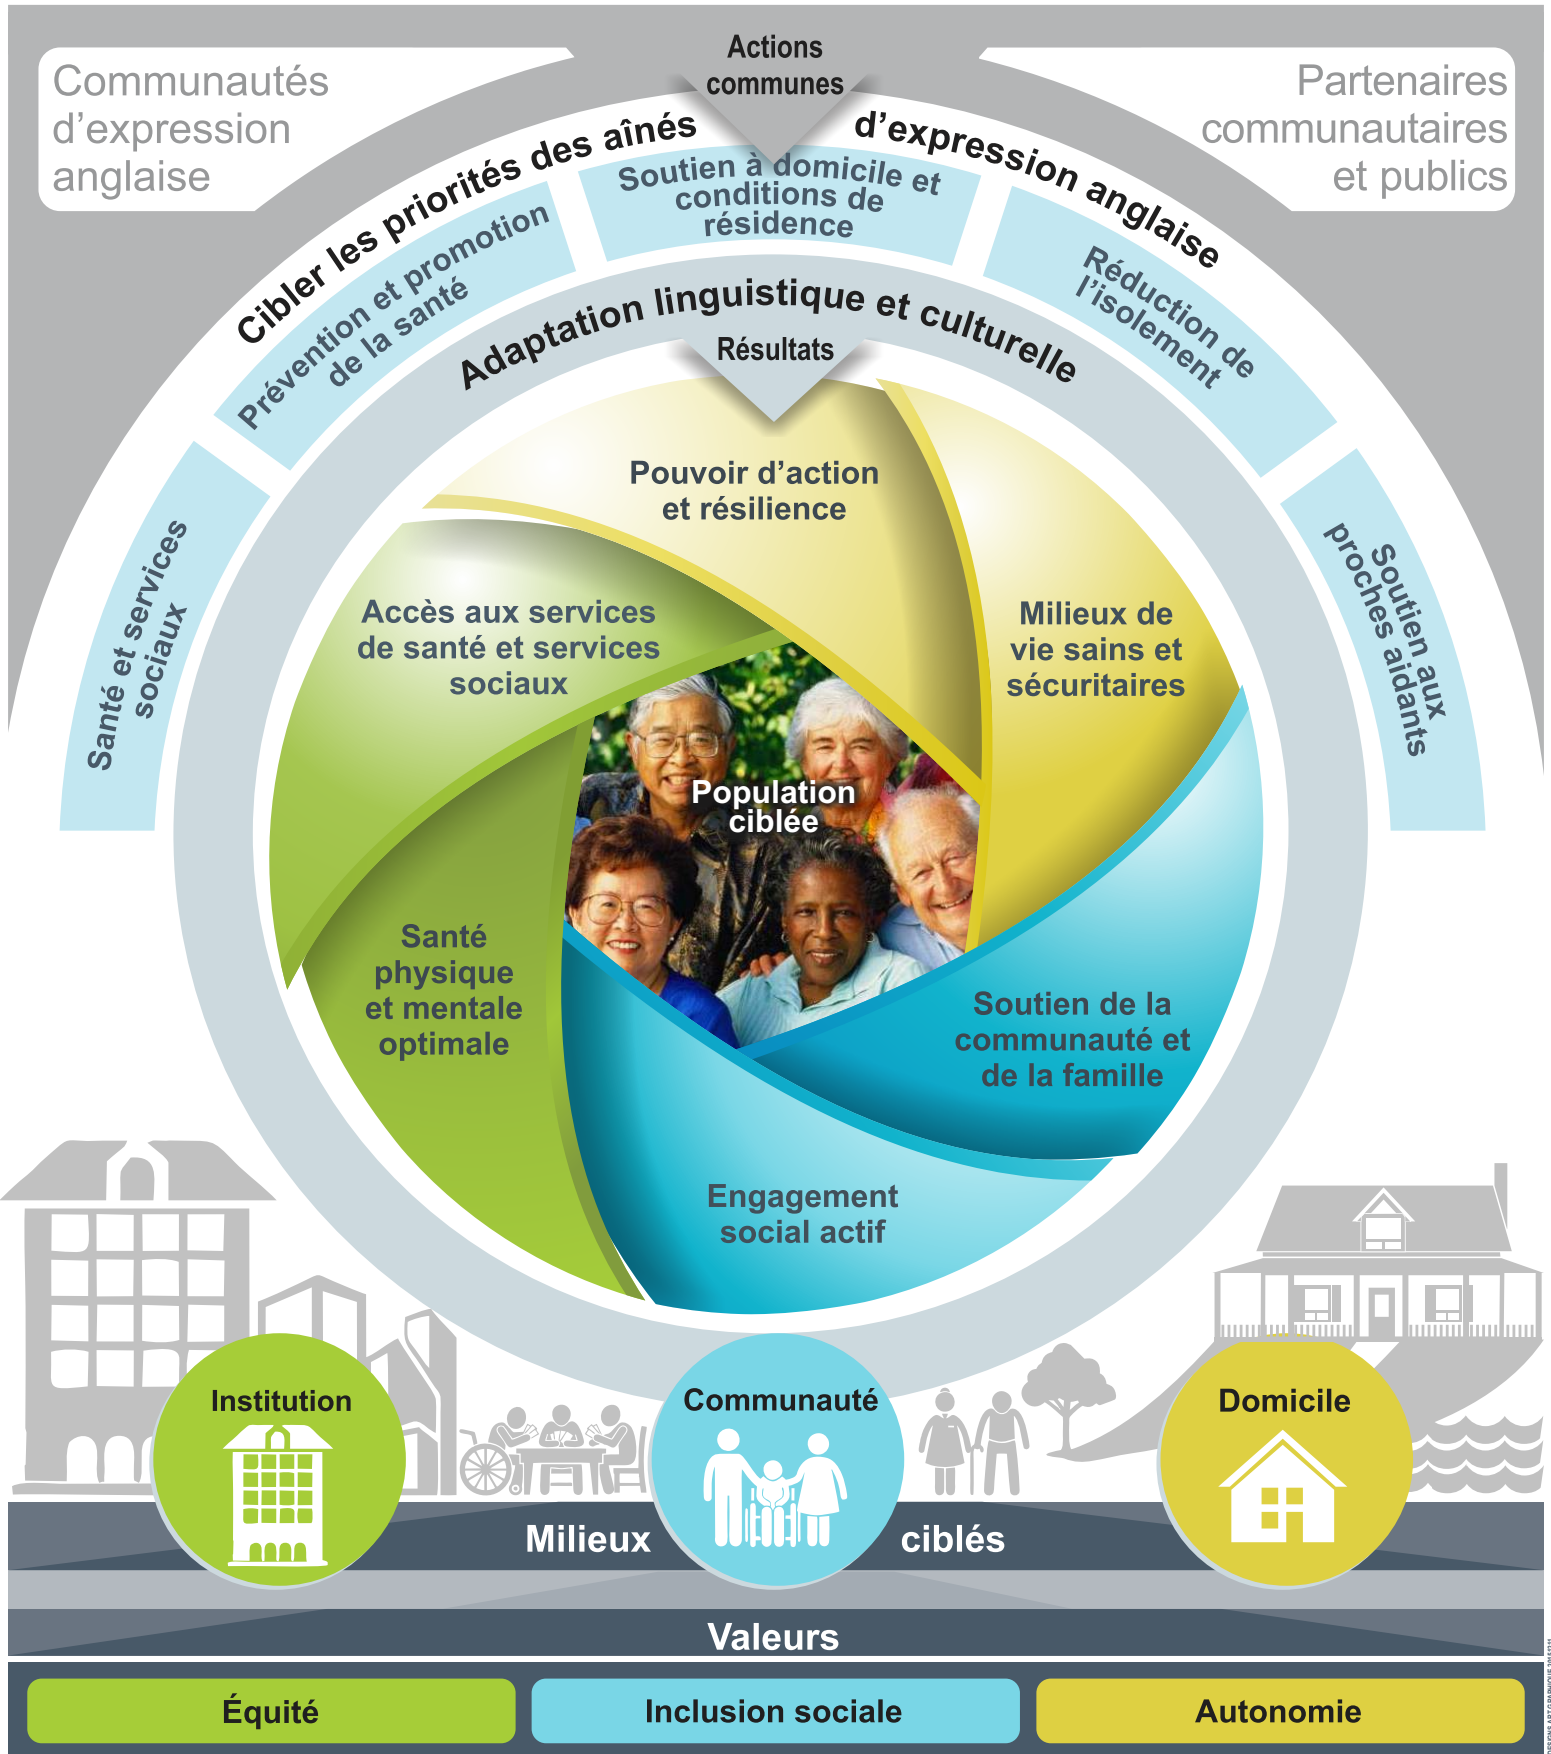 Actions
communes
Communautés
d'expression
anglaise
Partenaires
communautaires
et publics
Cibler les priorités des aînés d'expression anglaise
Santé et services
sociaux
Prévention et promotion
de la santé
Soutien à domicile et
conditions de
résidence
Réduction de
l'isolement
Soutien aux
proches aidants
Adaptation linguistique et culturelle
Résultats
Pouvoir d'action
et résilience
Accès aux services
de santé et services
sociaux
Milieux de
vie sains et
sécuritaires
Population
ciblée
Santé
physique
et mentale
optimale
Soutien de la
communauté et
de la famille
Engagement
social actif
Institution
Communauté
Domicile
Milieux ciblés
Valeurs
Équité
Inclusion sociale
Autonomie